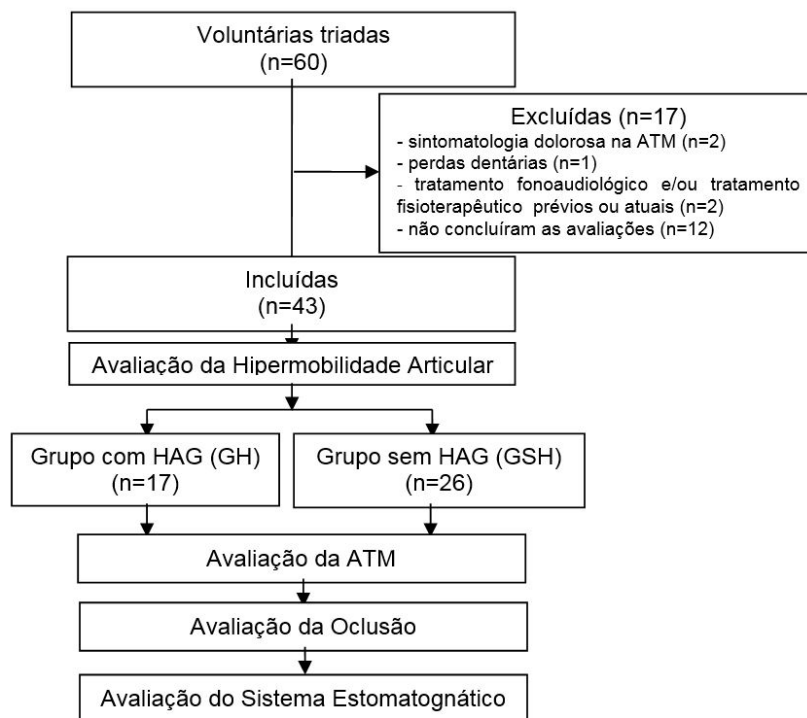 Voluntárias triadas
(n=60)
Excluídas (n=17)
- sintomatologia dolorosa na ATM (n=2)
- perdas dentárias (n=1)
- tratamento fonoaudiológico e/ou tratamento
fisioterapêutico prévios ou atuais (n=2)
- não concluíram as avaliações (n=12)
Incluídas
(n=43)
Avaliação da Hipermobilidade Articular
Grupo com HAG (GH)
(n=17)
Grupo sem HAG (GSH)
(n=26)
Avaliação da ATM
Avaliação da Oclusão
Avaliação do Sistema Estomatognático